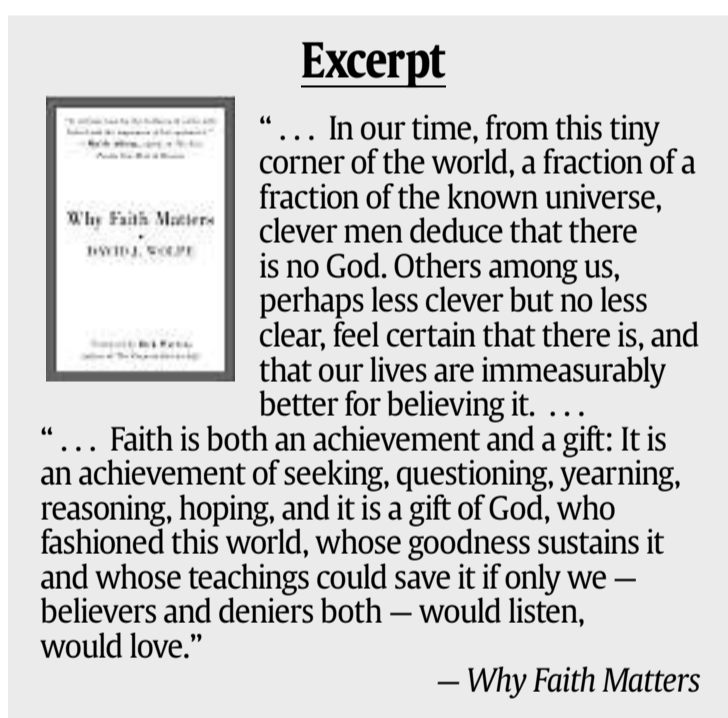 Excerpt
Why Faith Matters
DAVID J. WOLPE
“ . . . In our time, from this tiny
corner of the world, a fraction of a
fraction of the known universe,
clever men deduce that there
is no God. Others among us,
perhaps less clever but no less
clear, feel certain that there is, and
that our lives are immeasurably
better for believing it. . . .
“ . . . Faith is both an achievement and a gift: It is
an achievement of seeking, questioning, yearning,
reasoning, hoping, and it is a gift of God, who
fashioned this world, whose goodness sustains it
and whose teachings could save it if only we —
believers and deniers both — would listen,
would love.”
— Why Faith Matters